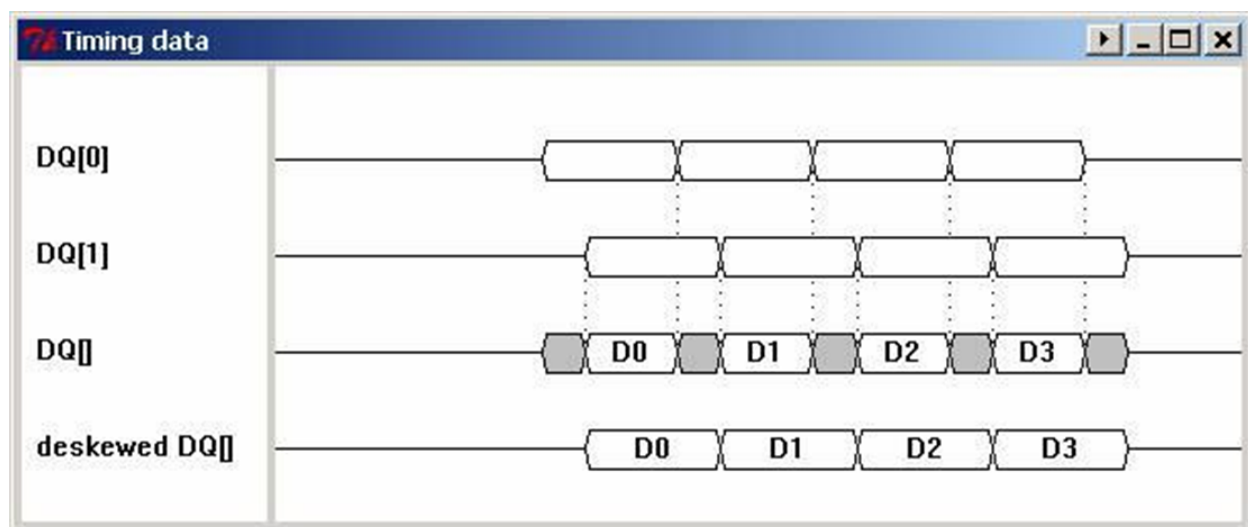 Timing data
DQ[0]
DQ[1]
DQ[]
D0 D1 D2 D3
deskewed DQ[]
D0 D1 D2 D3